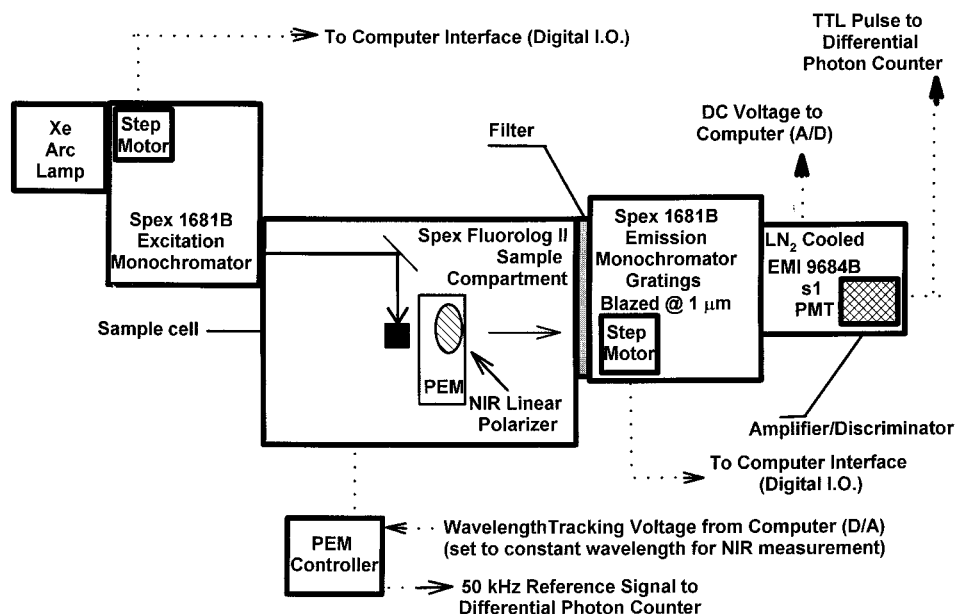 TTL Pulse to
Differential
Photon Counter
To Computer Interface (Digital I.O.)
DC Voltage to
Computer (A/D)
Xe
Arc
Lamp
Step
Motor
Filter
Spex 1681B
Excitation
Monochromator
Spex Fluorolog II
Sample
Compartment
Spex 1681B
Emission
Monochromator
Gratings
Blazed @ 1 μm
LN2 Cooled
EMI 9684B
s1
PMT
Sample cell
Step
Motor
PEM
NIR Linear
Polarizer
Amplifier/Discriminator
To Computer Interface
(Digital I.O.)
PEM
Controller
WavelengthTracking Voltage from Computer (D/A)
(set to constant wavelength for NIR measurement)
50 kHz Reference Signal to
Differential Photon Counter